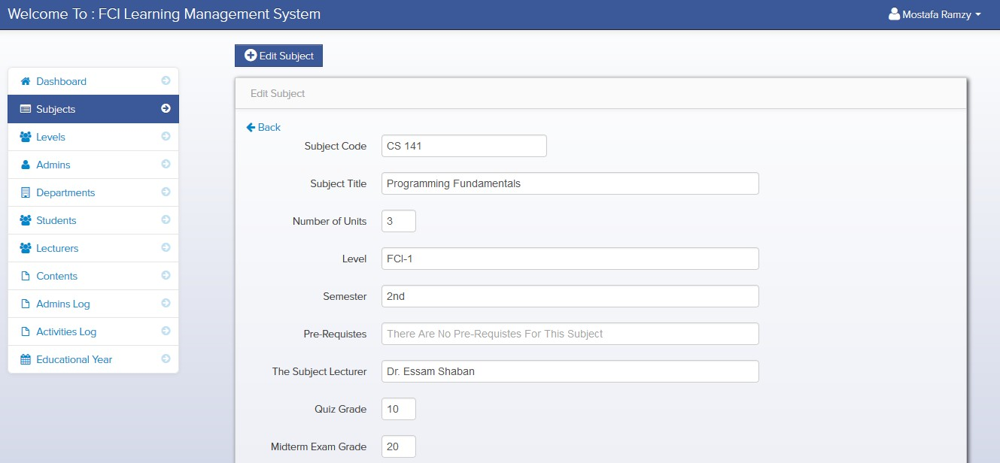 Welcome To : FCI Learning Management System
Mostafa Ramzy
Edit Subject
Dashboard
Subjects
Levels
Admins
Departments
Students
Lecturers
Contents
Admins Log
Activities Log
Educational Year
Edit Subject
Back
Subject Code CS 141
Subject Title Programming Fundamentals
Number of Units 3
Level FCI-1
Semester 2nd
Pre-Requistes There Are No Pre-Requistes For This Subject
The Subject Lecturer Dr. Essam Shaban
Quiz Grade 10
Midterm Exam Grade 20